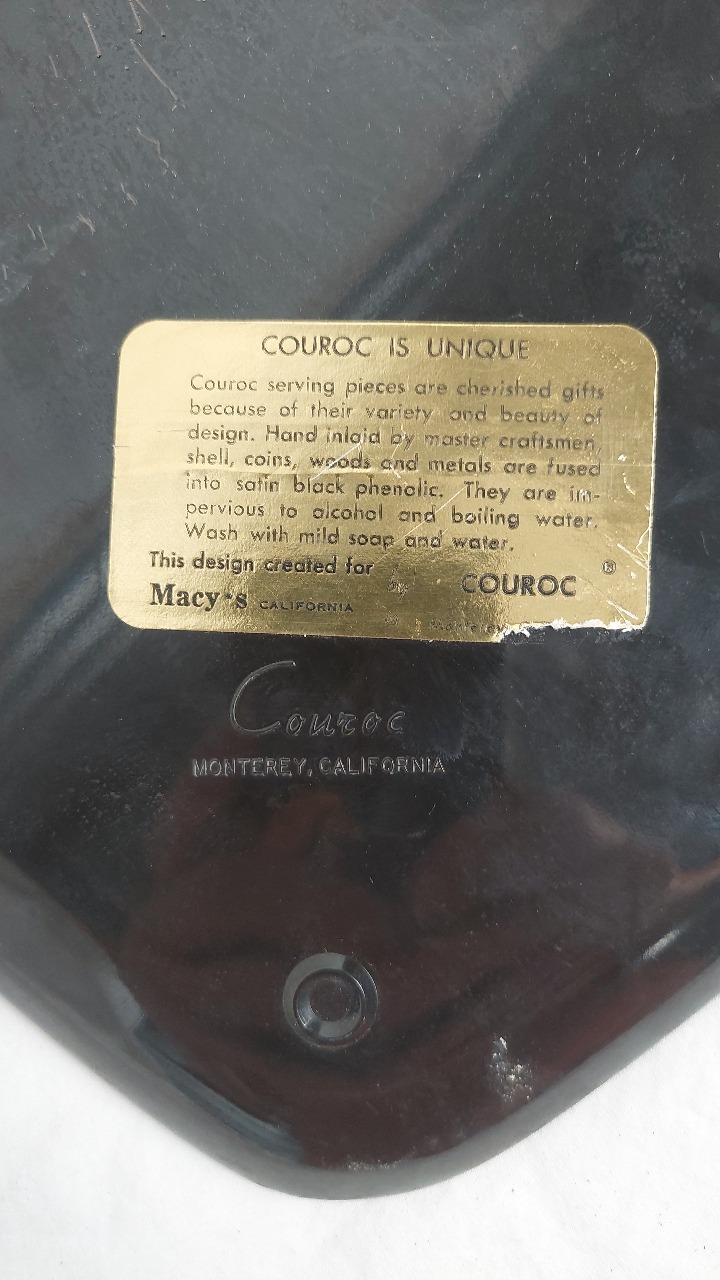 COUROC IS UNIQUE
Couroc serving pieces are cherished gifts
because of their variety and beauty of
design. Hand inlaid by master craftsmen,
shell, coins, woods and metals are fused
into satin black phenolic. They are im-
pervious to alcohol and boiling water.
Wash with mild soap and water.
This design created for
Macy*s CALIFORNIA
by COUROC ®
Monterey
Couroc
MONTEREY, CALIFORNIA